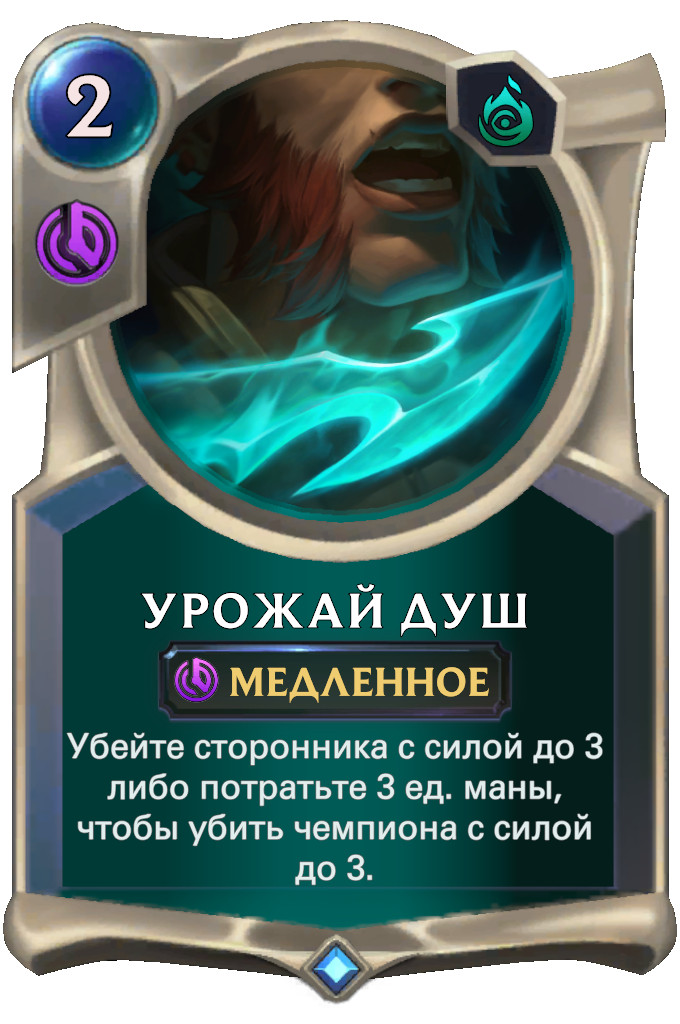 2
УРОЖАЙ ДУШ
МЕДЛЕННОЕ
Убейте сторонника с силой до 3
либо потратьте 3 ед. маны,
чтобы убить чемпиона с силой
до 3.